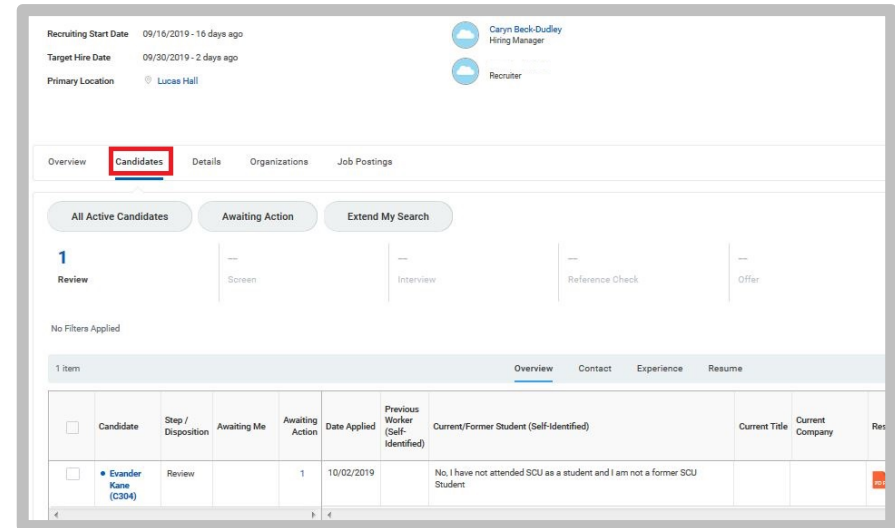 Recruiting Start Date 09/16/2019 - 16 days ago
Target Hire Date 09/30/2019 - 2 days ago
Primary Location Lucas Hall
Caryn Beck-Dudley
Hiring Manager
Recruiter
Overview Candidates Details Organizations Job Postings
All Active Candidates Awaiting Action Extend My Search
1 -- -- -- --
Review Screen Interview Reference Check Offer
No Filters Applied
1 item Overview Contact Experience Resume
Candidate
Step /
Disposition
Awaiting Me
Awaiting
Action
Date Applied
Previous
Worker
(Self-
Identified)
Current/Former Student (Self-Identified)
Current Title
Current
Company
Res
Evander
Kane
(C304)
Review
1
10/02/2019
No, I have not attended SCU as a student and I am not a former SCU
Student